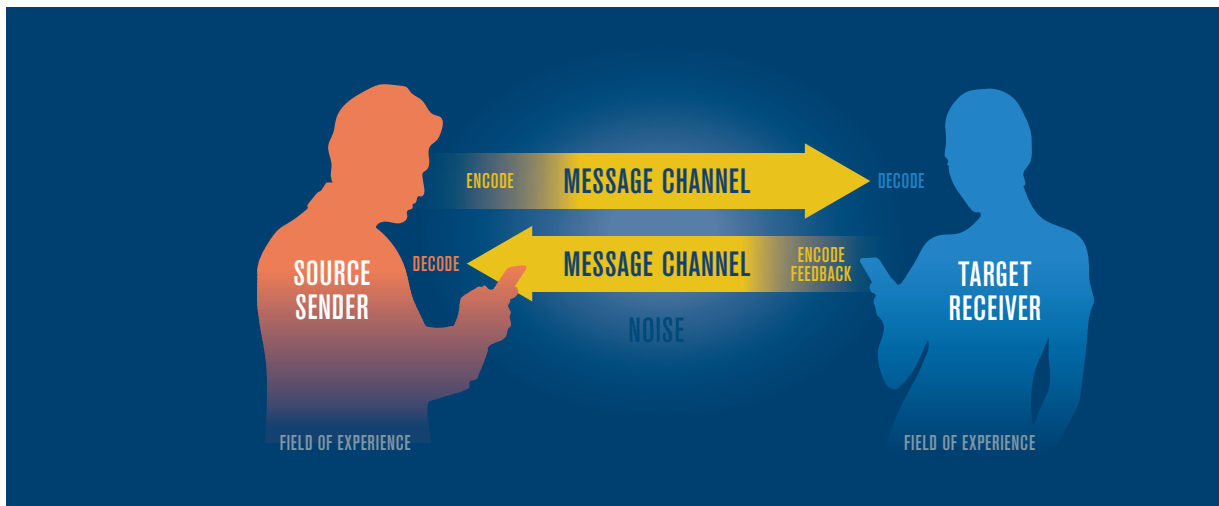 ENCODE
MESSAGE CHANNEL
DECODE
DECODE
MESSAGE CHANNEL
ENCODE
FEEDBACK
SOURCE
SENDER
TARGET
RECEIVER
NOISE
FIELD OF EXPERIENCE
FIELD OF EXPERIENCE